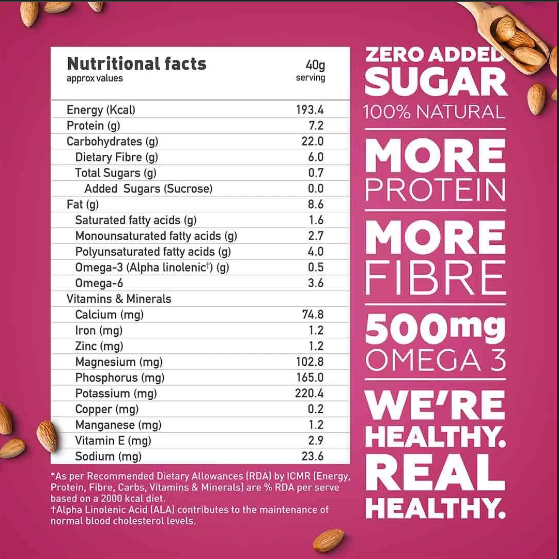 Nutritional facts 40g
approx values serving
Energy (Kcal) 193.4
Protein (g) 7.2
Carbohydrates (g) 22.0
Dietary Fibre (g) 6.0
Total Sugars (g) 0.7
Added Sugars (Sucrose) 0.0
Fat (g) 8.6
Saturated fatty acids (g) 1.6
Monounsaturated fatty acids (g) 2.7
Polyunsaturated fatty acids (g) 4.0
Omega-3 (Alpha linolenic†) (g) 0.5
Omega-6 3.6
Vitamins & Minerals
Calcium (mg) 74.8
Iron (mg) 1.2
Zinc (mg) 1.2
Magnesium (mg) 102.8
Phosphorus (mg) 165.0
Potassium (mg) 220.4
Copper (mg) 0.2
Manganese (mg) 1.2
Vitamin E (mg) 2.9
Sodium (mg) 23.6
*As per Recommended Dietary Allowances (RDA) by ICMR (Energy,
Protein, Fibre, Carbs, Vitamins & Minerals) are % RDA per serve
based on a 2000 kcal diet.
†Alpha Linolenic Acid (ALA) contributes to the maintenance of
normal blood cholesterol levels.
ZERO ADDED
SUGAR
100% NATURAL
MORE
PROTEIN
MORE
FIBRE
500mg
OMEGA 3
WE'RE
HEALTHY.
REAL
HEALTHY.